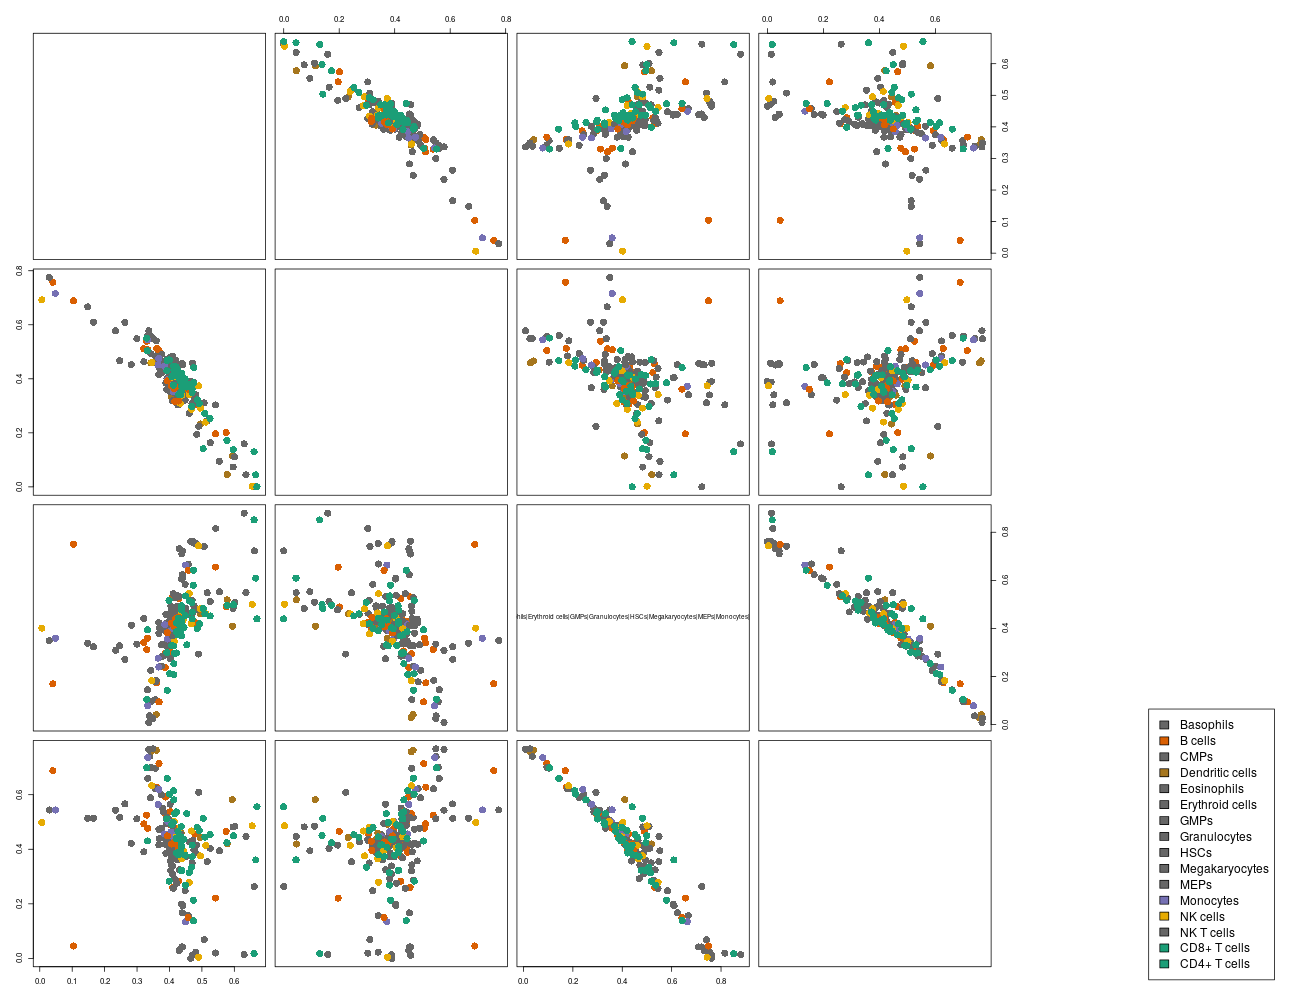 0.0 0.2 0.4 0.6 0.8 0.0 0.2 0.4 0.6
0.0 0.1 0.2 0.3 0.4 0.5 0.6
0.0 0.2 0.4 0.6 0.8
ils|Erythroid cells|GMPs|Granulocytes|HSCs|Megakaryocytes|MEPs|Monocytes|
0.0 0.2 0.4 0.6 0.8
0.0 0.2 0.4 0.6
0.0 0.1 0.2 0.3 0.4 0.5 0.6 0.0 0.2 0.4 0.6 0.8
Basophils
B cells
CMPs
Dendritic cells
Eosinophils
Erythroid cells
GMPs
Granulocytes
HSCs
Megakaryocytes
MEPs
Monocytes
NK cells
NK T cells
CD8+ T cells
CD4+ T cells